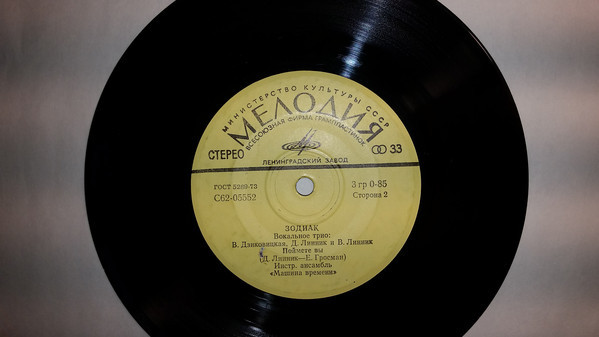 МИНИСТЕРСТВО КУЛЬТУРЫ СССР
МЕЛОДИЯ
ВСЕСОЮЗНАЯ ФИРМА ГРАМПЛАСТИНОК
СТЕРЕО
33
ЛЕНИНГРАДСКИЙ ЗАВОД
ГОСТ 5289-73
3 гр 0-85
С62-05552
Сторона 2
ЗОДИАК
Вокальное трио:
В. Данковицкая, Д. Линник и В. Линник
Поймете вы
(Д. Линник—Е. Гросман)
Инстр. ансамбль
«Машина времени»